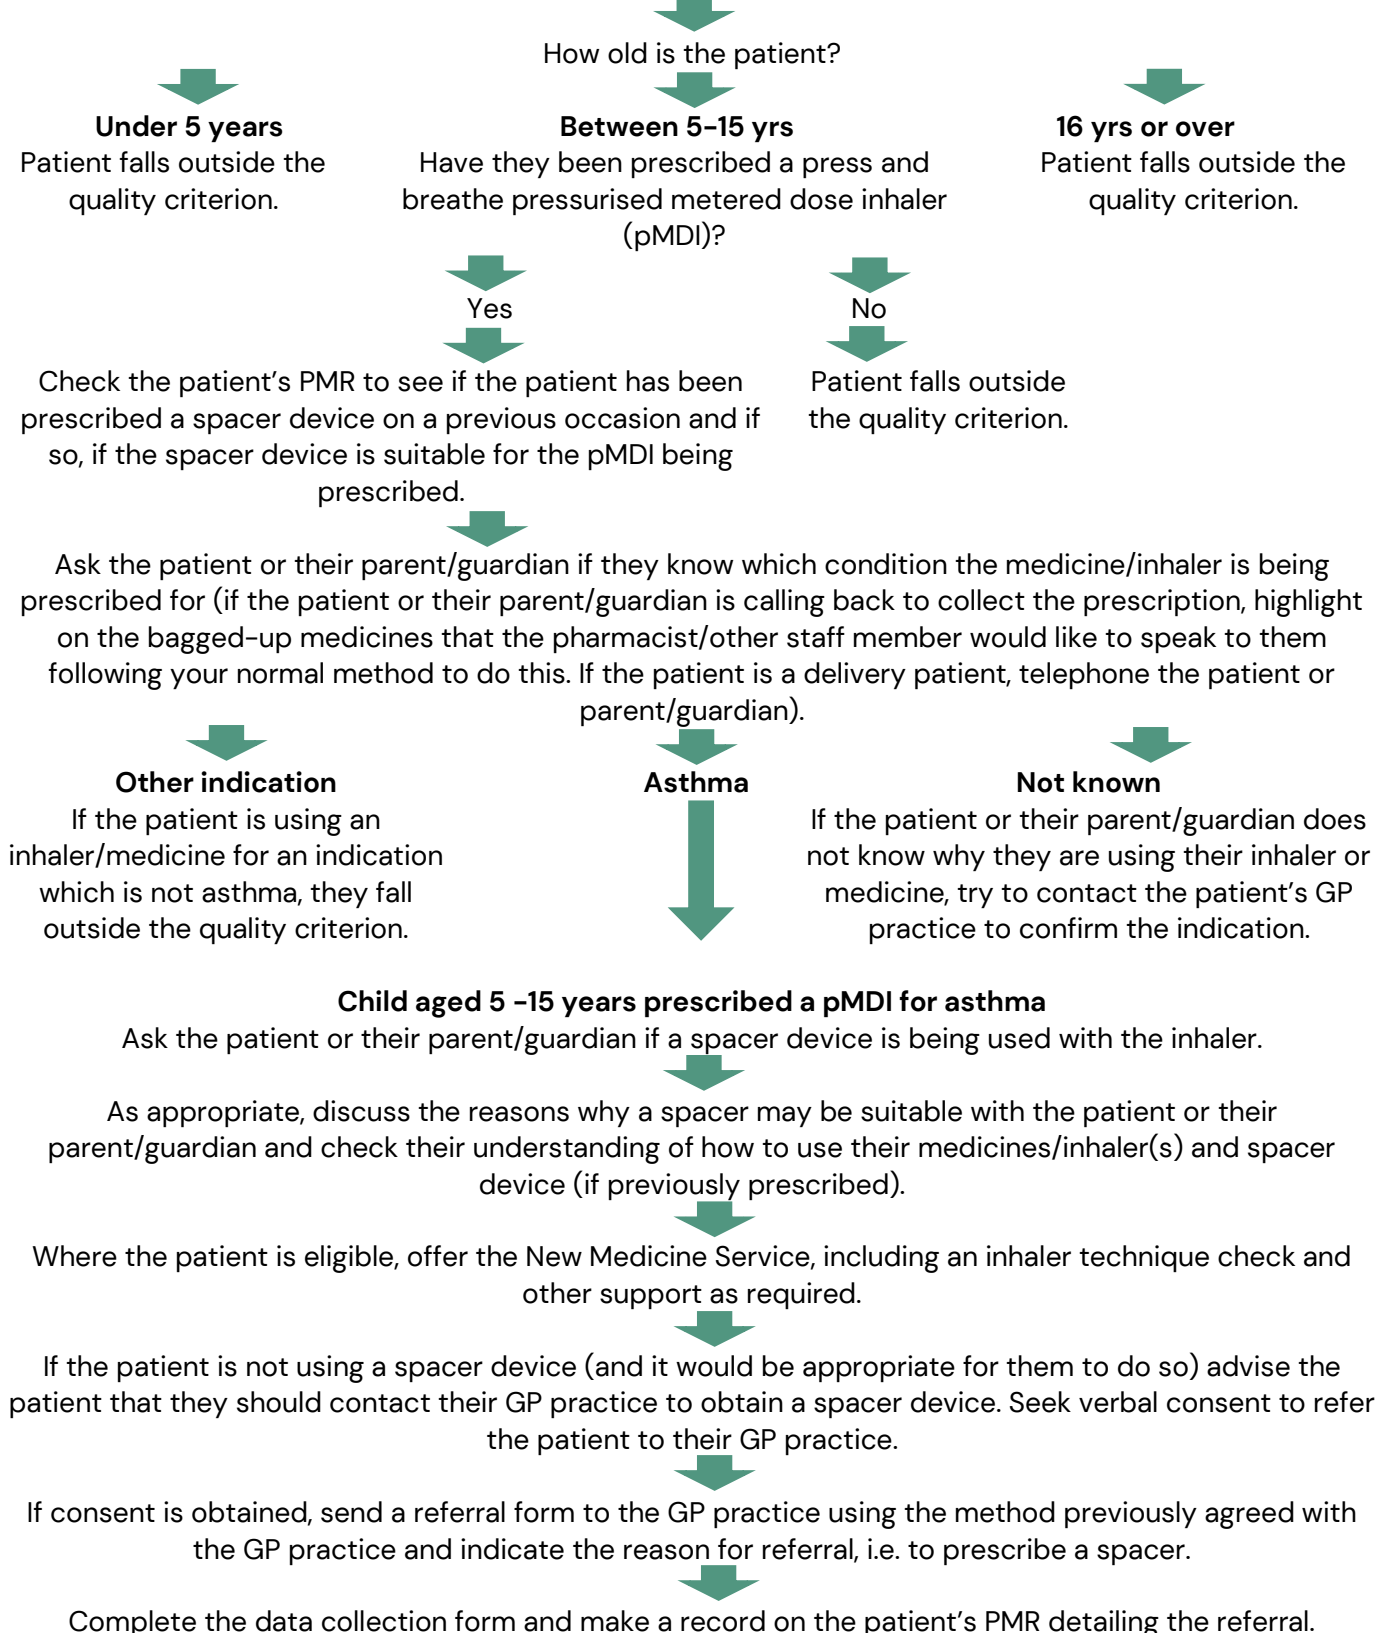 How old is the patient?
Under 5 years
Patient falls outside the
quality criterion.
Between 5-15 yrs
Have they been prescribed a press and
breathe pressurised metered dose inhaler
(pMDI)?
16 yrs or over
Patient falls outside the
quality criterion.
Yes
Check the patient's PMR to see if the patient has been
prescribed a spacer device on a previous occasion and if
so, if the spacer device is suitable for the pMDI being
prescribed.
No
Patient falls outside
the quality criterion.
Ask the patient or their parent/guardian if they know which condition the medicine/inhaler is being
prescribed for (if the patient or their parent/guardian is calling back to collect the prescription, highlight
on the bagged-up medicines that the pharmacist/other staff member would like to speak to them
following your normal method to do this. If the patient is a delivery patient, telephone the patient or
parent/guardian).
Other indication
If the patient is using an
inhaler/medicine for an indication
which is not asthma, they fall
outside the quality criterion.
Asthma
Not known
If the patient or their parent/guardian does
not know why they are using their inhaler or
medicine, try to contact the patient's GP
practice to confirm the indication.
Child aged 5 -15 years prescribed a pMDI for asthma
Ask the patient or their parent/guardian if a spacer device is being used with the inhaler.
As appropriate, discuss the reasons why a spacer may be suitable with the patient or their
parent/guardian and check their understanding of how to use their medicines/inhaler(s) and spacer
device (if previously prescribed).
Where the patient is eligible, offer the New Medicine Service, including an inhaler technique check and
other support as required.
If the patient is not using a spacer device (and it would be appropriate for them to do so) advise the
patient that they should contact their GP practice to obtain a spacer device. Seek verbal consent to refer
the patient to their GP practice.
If consent is obtained, send a referral form to the GP practice using the method previously agreed with
the GP practice and indicate the reason for referral, i.e. to prescribe a spacer.
Complete the data collection form and make a record on the patient's PMR detailing the referral.